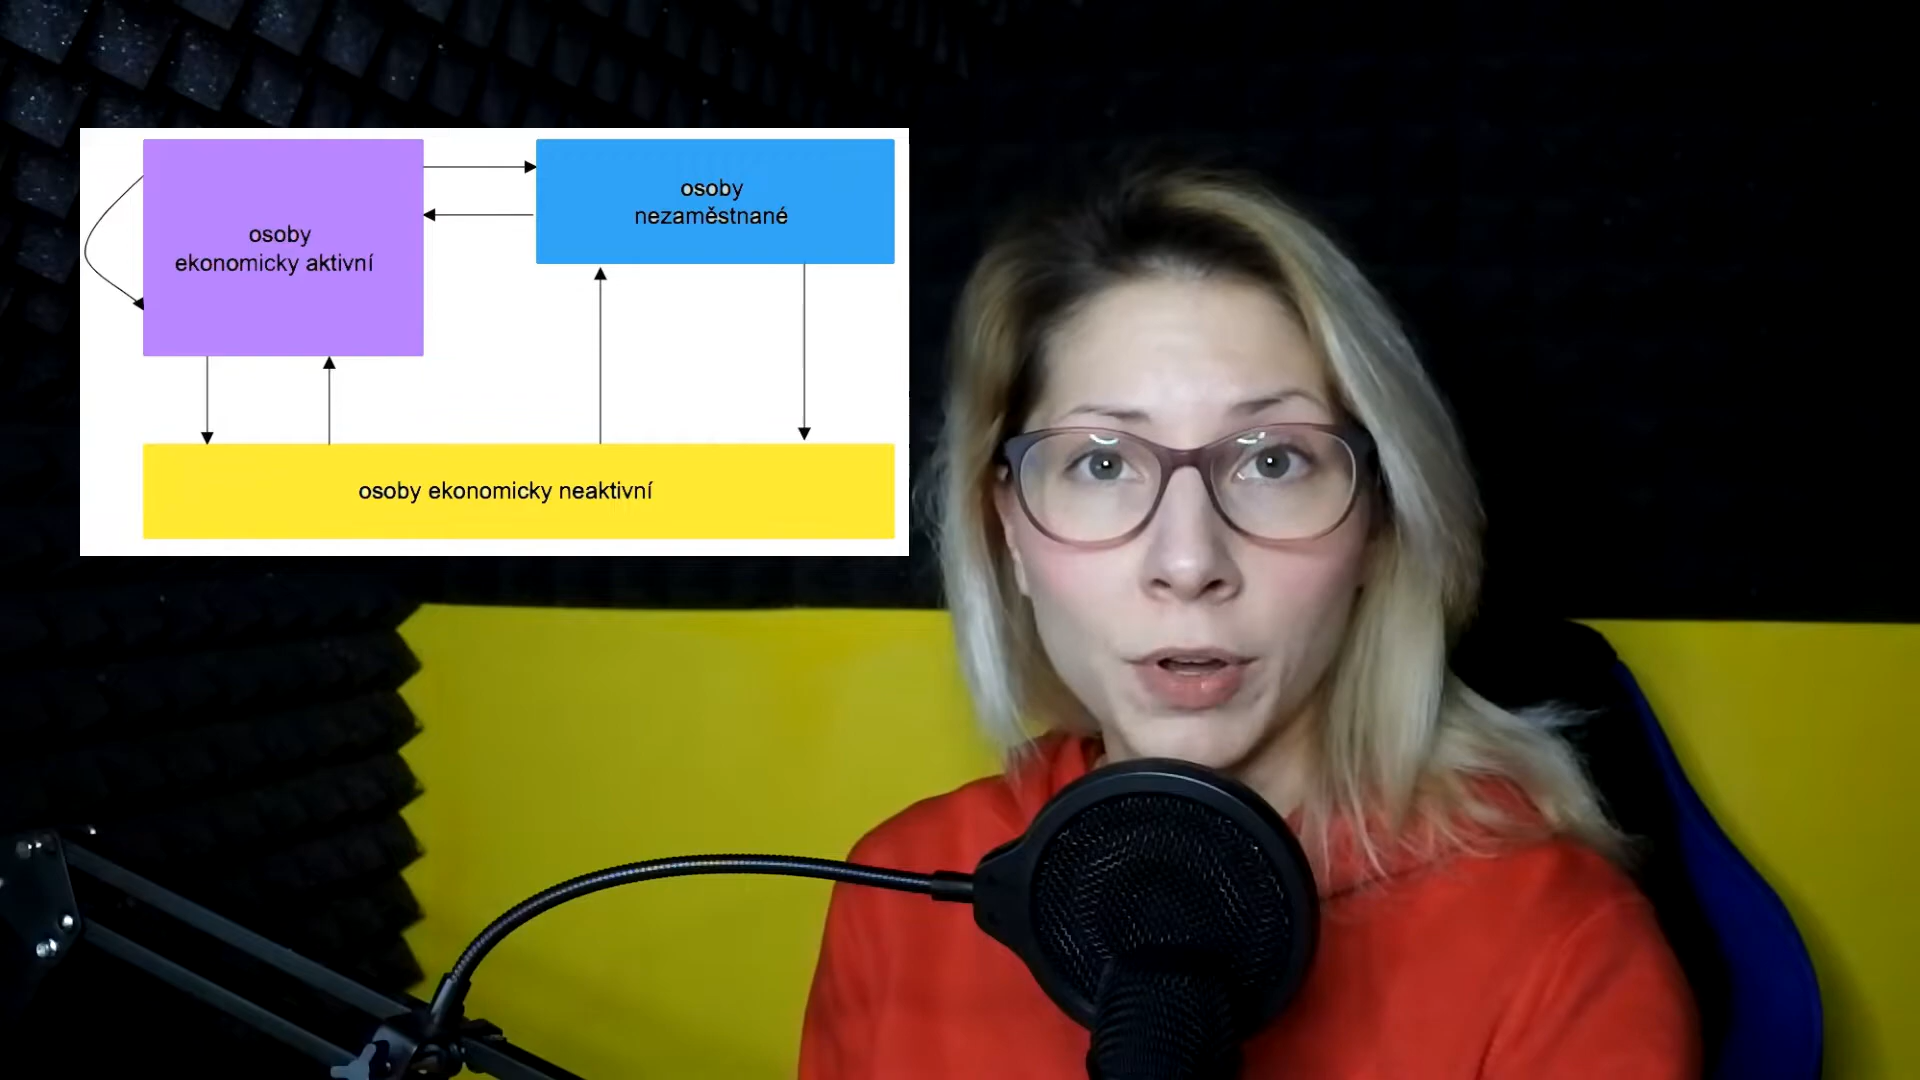 osoby
ekonomicky aktivní
osoby
nezaměstnané
osoby ekonomicky neaktivní